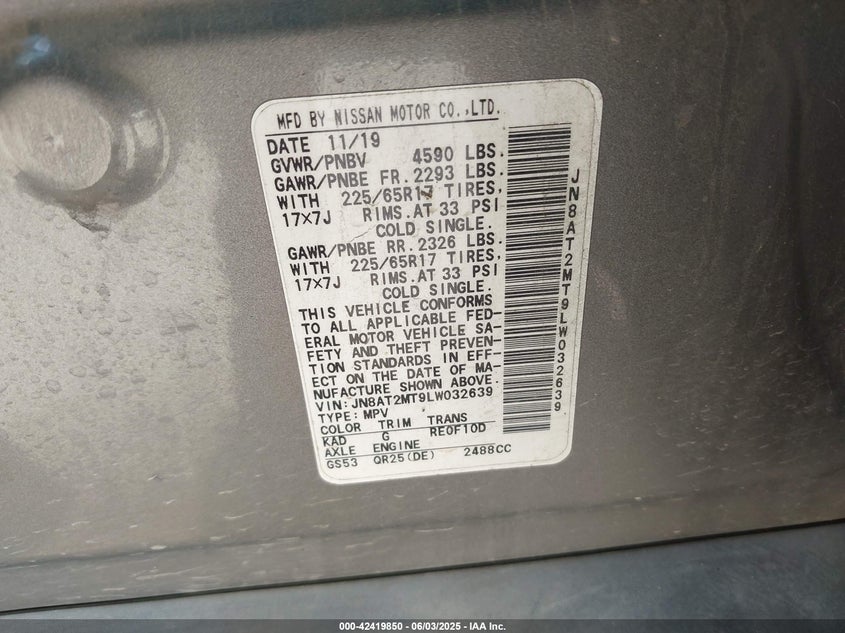 MFD BY NISSAN MOTOR CO.,LTD.
DATE 11/19
GVWR/PNBV 4590 LBS.
GAWR/PNBE FR.2293 LBS.
WITH 225/65R17 TIRES,
17X7J RIMS.AT 33 PSI
COLD SINGLE.
GAWR/PNBE RR.2326 LBS.
WITH 225/65R17 TIRES,
17X7J RIMS.AT 33 PSI
COLD SINGLE.
THIS VEHICLE CONFORMS
TO ALL APPLICABLE FED-
ERAL MOTOR VEHICLE SA-
FETY AND THEFT PREVEN-
TION STANDARDS IN EFF-
ECT ON THE DATE OF MA-
NUFACTURE SHOWN ABOVE.
VIN:JN8AT2MT9LW032639
TYPE:MPV
COLOR TRIM TRANS
KAD G RE0F10D
AXLE ENGINE
GS53 QR25(DE) 2488CC
JN8AT2MT9LW032639
000-42419850 - 06/03/2025 - IAA Inc.